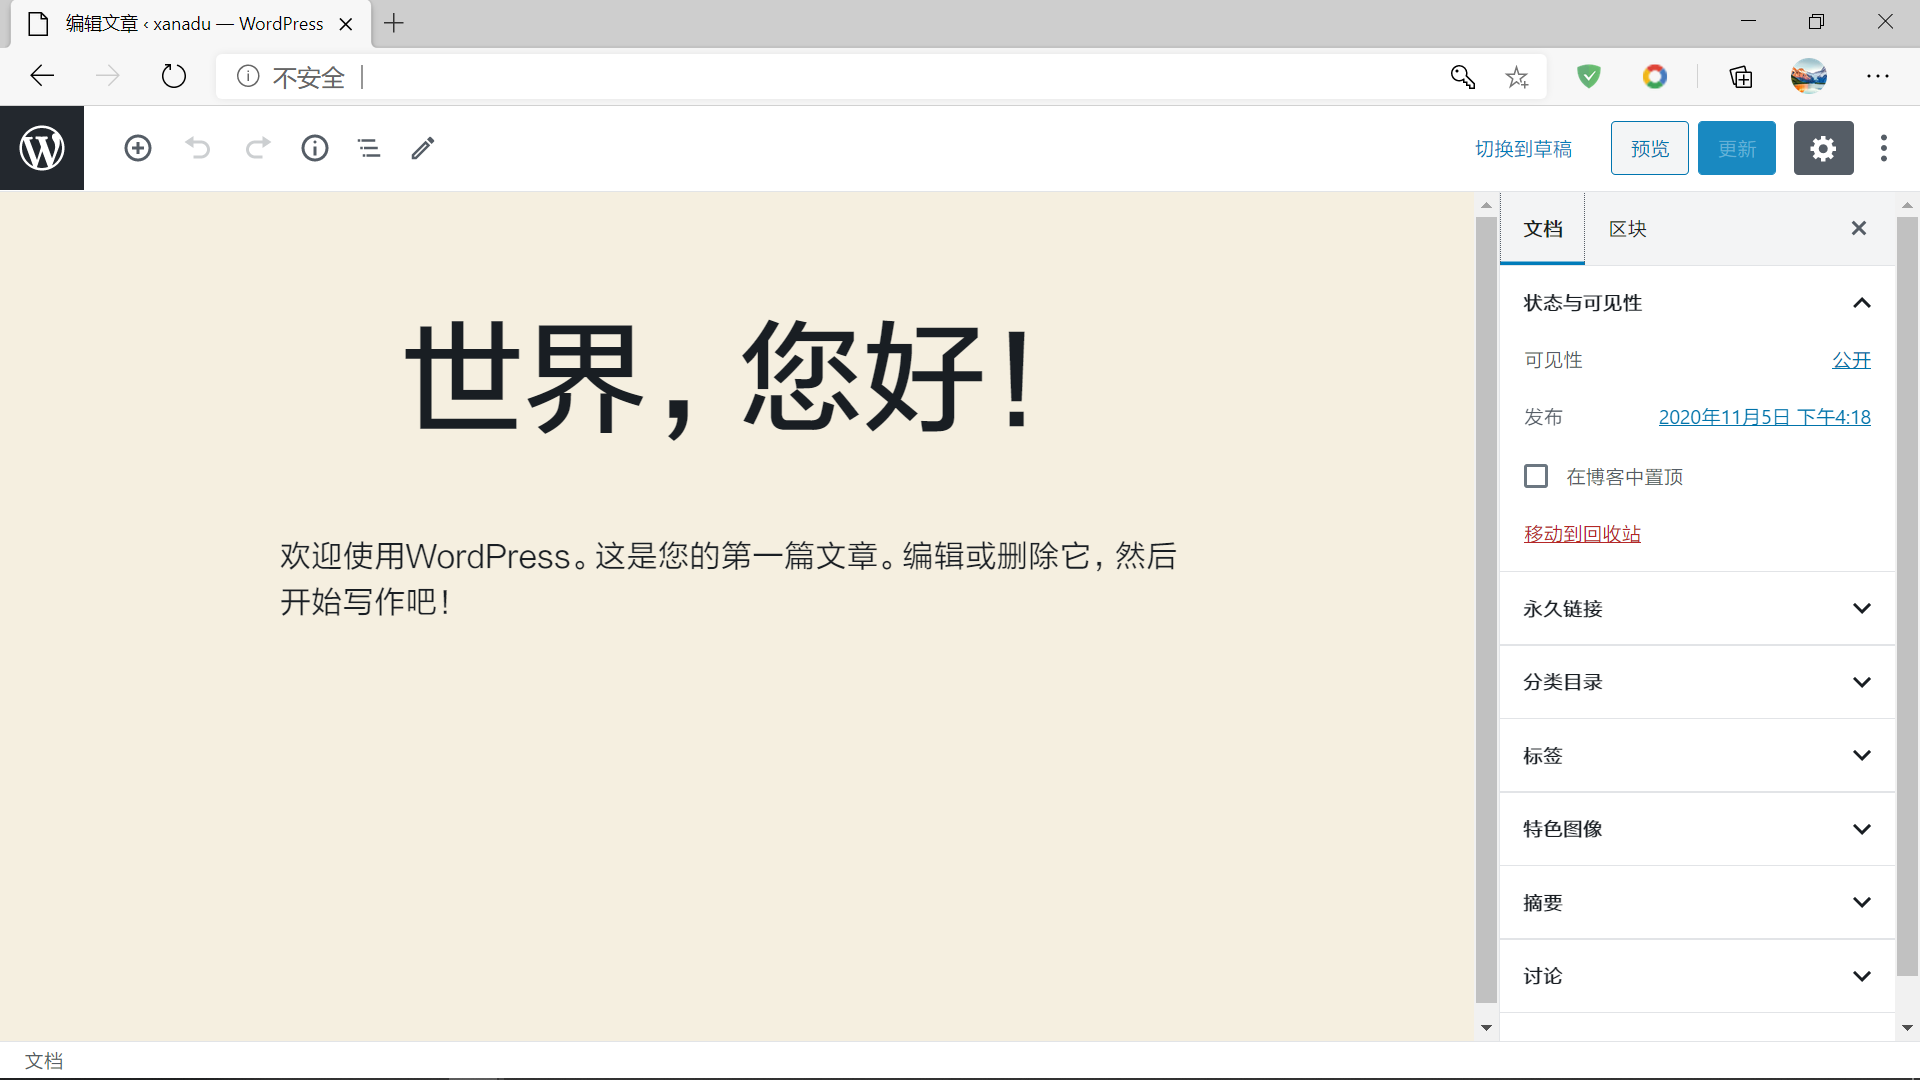 编辑文章 ‹ xanadu — WordPress
不安全
切换到草稿
预览
更新
文档
区块
世界，您好！
欢迎使用WordPress。这是您的第一篇文章。编辑或删除它，然后
开始写作吧！
状态与可见性
可见性
公开
发布
2020年11月5日 下午4:18
在博客中置顶
移动到回收站
永久链接
分类目录
标签
特色图像
摘要
讨论
文档